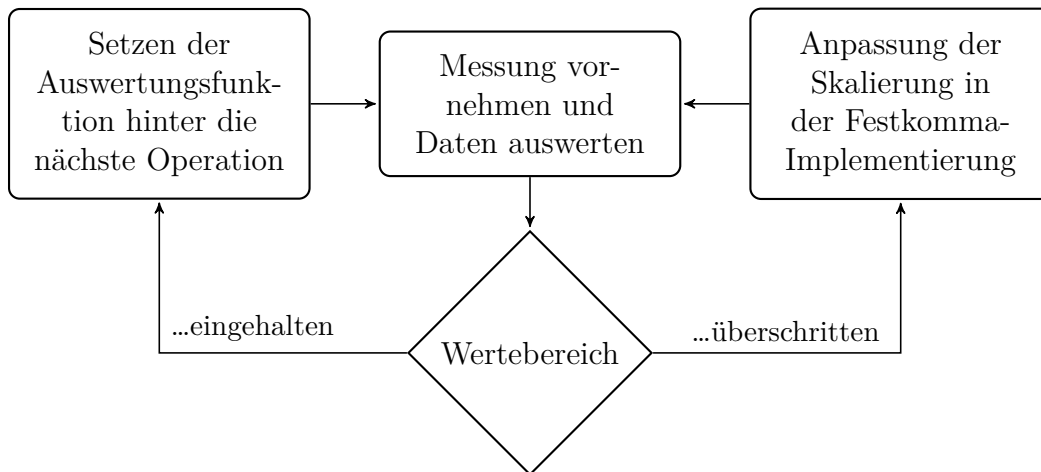 Setzen der
Auswertungsfunk-
tion hinter die
nächste Operation
Messung vor-
nehmen und
Daten auswerten
Anpassung der
Skalierung in
der Festkomma-
Implementierung
...eingehalten
Wertebereich
...überschritten